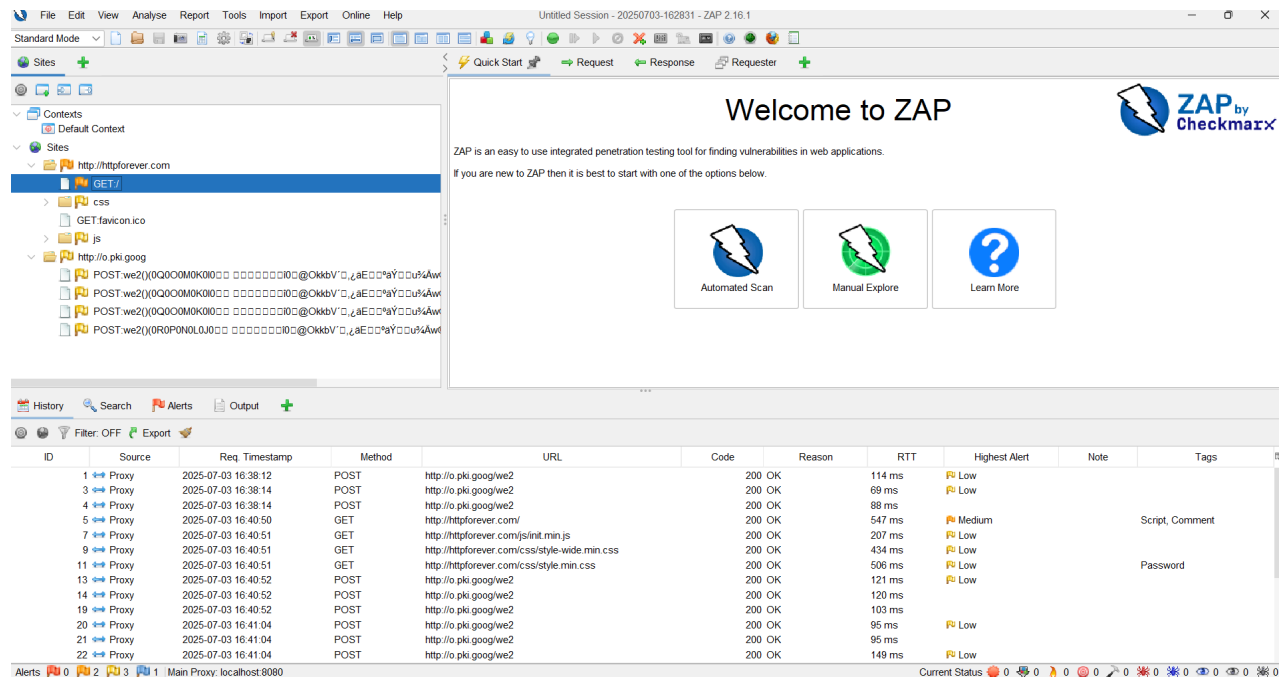 File Edit View Analyse Report Tools Import Export Online Help
Untitled Session - 20250703-162831 - ZAP 2.16.1
Standard Mode
Sites
Quick Start Request Response Requester
Contexts
Default Context
Sites
http://httpforever.com
GET:/
css
GET:favicon.ico
js
http://o.pki.goog
Welcome to ZAP
ZAP by
Checkmarx
ZAP is an easy to use integrated penetration testing tool for finding vulnerabilities in web applications.
If you are new to ZAP then it is best to start with one of the options below.
Automated Scan Manual Explore Learn More
History Search Alerts Output
Filter: OFF Export
ID Source Req. Timestamp Method URL Code Reason RTT Highest Alert Note Tags
1 Proxy 2025-07-03 16:38:12 POST http://o.pki.goog/we2 200 OK 114 ms Low
3 Proxy 2025-07-03 16:38:14 POST http://o.pki.goog/we2 200 OK 69 ms Low
4 Proxy 2025-07-03 16:38:14 POST http://o.pki.goog/we2 200 OK 88 ms
5 Proxy 2025-07-03 16:40:50 GET http://httpforever.com/ 200 OK 547 ms Medium Script, Comment
7 Proxy 2025-07-03 16:40:51 GET http://httpforever.com/js/init.min.js 200 OK 207 ms Low
9 Proxy 2025-07-03 16:40:51 GET http://httpforever.com/css/style-wide.min.css 200 OK 434 ms Low
11 Proxy 2025-07-03 16:40:51 GET http://httpforever.com/css/style.min.css 200 OK 506 ms Low Password
13 Proxy 2025-07-03 16:40:52 POST http://o.pki.goog/we2 200 OK 121 ms Low
14 Proxy 2025-07-03 16:40:52 POST http://o.pki.goog/we2 200 OK 120 ms
19 Proxy 2025-07-03 16:40:52 POST http://o.pki.goog/we2 200 OK 103 ms
20 Proxy 2025-07-03 16:41:04 POST http://o.pki.goog/we2 200 OK 95 ms Low
21 Proxy 2025-07-03 16:41:04 POST http://o.pki.goog/we2 200 OK 95 ms
22 Proxy 2025-07-03 16:41:04 POST http://o.pki.goog/we2 200 OK 149 ms Low
Alerts 0 2 3 1 Main Proxy: localhost:8080
Current Status 0 0 0 0 0 0 0 0 0 0